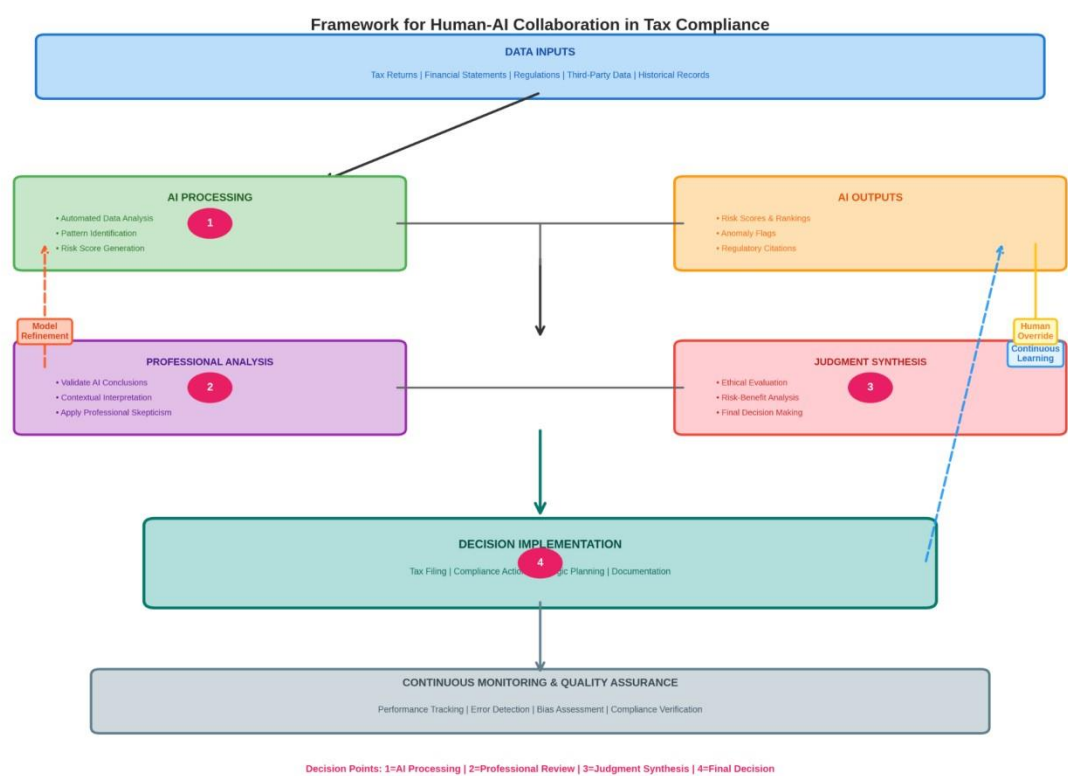 Framework for Human-AI Collaboration in Tax Compliance
DATA INPUTS
Tax Returns | Financial Statements | Regulations | Third-Party Data | Historical Records
AI PROCESSING
• Automated Data Analysis
• Pattern Identification
• Risk Score Generation
1
AI OUTPUTS
• Risk Scores & Rankings
• Anomaly Flags
• Regulatory Citations
Model
Refinement
Human
Override
Continuous
Learning
PROFESSIONAL ANALYSIS
• Validate AI Conclusions
• Contextual Interpretation
• Apply Professional Skepticism
2
JUDGMENT SYNTHESIS
• Ethical Evaluation
• Risk-Benefit Analysis
• Final Decision Making
3
DECISION IMPLEMENTATION
Tax Filing | Compliance Planning | Documentation
4
CONTINUOUS MONITORING & QUALITY ASSURANCE
Performance Tracking | Error Detection | Bias Assessment | Compliance Verification
Decision Points: 1=AI Processing | 2=Professional Review | 3=Judgment Synthesis | 4=Final Decision